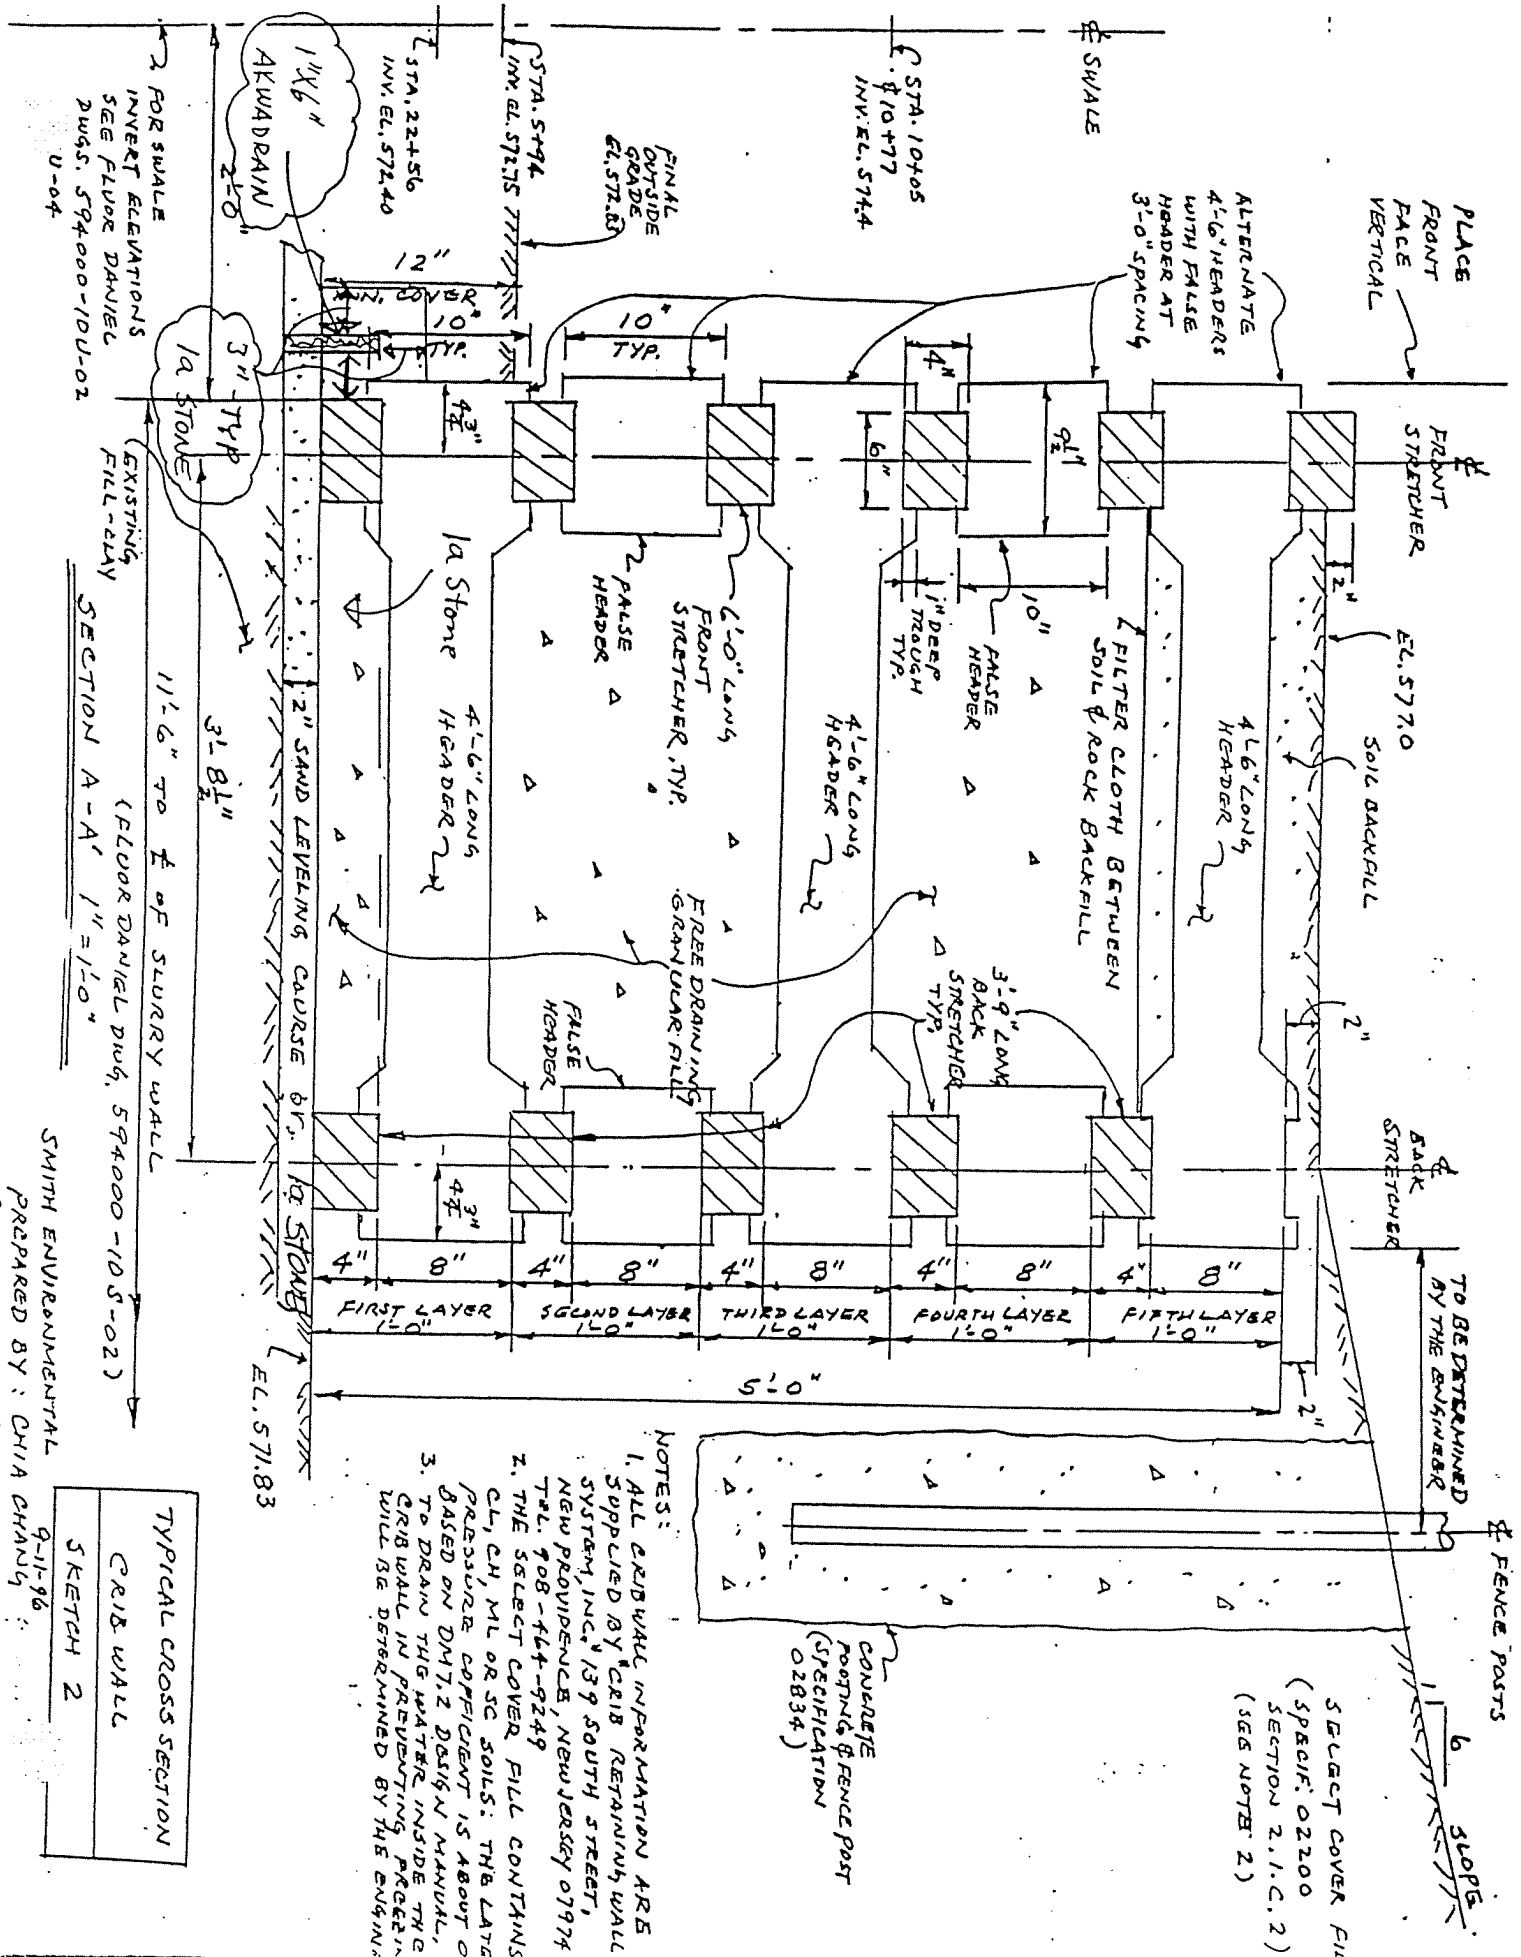 PLACE
FRONT
FACE
VERTICAL
℄
FRONT
STRETCHER
2"
EL. 577.0
SOIL BACKFILL
2"
℄
BACK
STRETCHER
TO BE DETERMINED
BY THE ENGINEER
℄ FENCE POSTS
1
6
SLOPE
SELECT COVER
(SPECIF. 02200
SECTION 2.1.C.2)
(SEE NOTE 2)
℄ SWALE
ALTERNATE
4'-6" HEADERS
WITH FALSE
HEADER AT
3'-0" SPACING
STA. 10+05
& 10+77
INV. EL. 574.4
4"
9½"
6"
10"
FALSE
HEADER
1" DEEP
TROUGH
TYP.
FILTER CLOTH BETWEEN
SOIL & ROCK BACKFILL
4'-6" LONG
HEADER
4'-6" LONG
HEADER
3'-9" LONG
BACK
STRETCHER
TYP.
FREE DRAINING
GRANULAR FILL
FINAL
OUTSIDE
GRADE
EL. 572.83
10"
TYP.
6'-0" LONG
FRONT
STRETCHER, TYP.
FALSE
HEADER
FALSE
HEADER
STA. 5+94
INV. EL. 572.75
STA. 22+56
INV. EL. 572.40
12"
MIN. COVER
10"
TYP.
4¾"
1a Stone
4'-6" LONG
HEADER
4¾"
1"X6"
AKWADRAIN
2'-0"
3"-TYP
1a STONE
2" SAND LEVELING COURSE or 1a STONE
FOR SWALE
INVERT ELEVATIONS
SEE FLUOR DANIEL
DWGS. 594000-10U-02
U-04
EXISTING
FILL-CLAY
3'-8½"
11'-6" TO ℄ OF SLURRY WALL
(FLUOR DANIEL DWG. 594000-10S-02)
SECTION A-A' 1"=1'-0"
4"
8"
4"
8"
4"
8"
4"
8"
4"
8"
FIRST LAYER
1'-0"
SECOND LAYER
1'-0"
THIRD LAYER
1'-0"
FOURTH LAYER
1'-0"
FIFTH LAYER
1'-0"
5'-0"
2"
EL. 571.83
CONCRETE
FOOTING & FENCE POST
(SPECIFICATION
02834)
NOTES:
1. ALL CRIBWALL INFORMATION ARE
SUPPLIED BY "CRIB RETAINING WALL
SYSTEM, INC." 139 SOUTH STREET,
NEW PROVIDENCE, NEW JERSEY 07974
TEL. 908-464-9249
2. THE SELECT COVER FILL CONTAINS
CL, CH, ML OR SC SOILS: THE
PRESSURE COFFICIENT IS ABOUT
BASED ON DM7.2 DESIGN MANUAL,
3. TO DRAIN THE WATER INSIDE THE
CRIBWALL IN PREVENTING
WILL BE DETERMINED BY THE
SMITH ENVIRONMENTAL
PREPARED BY: CHIA CHANG
9-11-96
TYPICAL CROSS SECTION
CRIB WALL
SKETCH 2